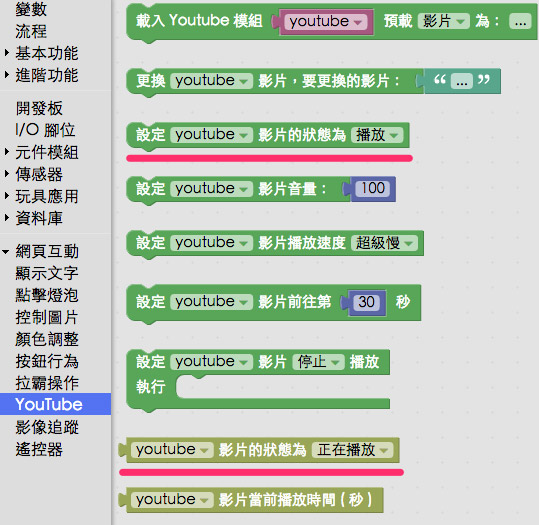 變數
流程
基本功能
進階功能
開發板
I/O 腳位
元件模組
傳感器
玩具應用
資料庫
網頁互動
顯示文字
點擊燈泡
控制圖片
顏色調整
按鈕行為
拉霸操作
YouTube
影像追蹤
遙控器
載入 Youtube 模組 youtube 預載 影片 為： ...
更換 youtube 影片，要更換的影片： “ ... ”
設定 youtube 影片的狀態為 播放
設定 youtube 影片音量： 100
設定 youtube 影片播放速度 超級慢
設定 youtube 影片前往第 30 秒
設定 youtube 影片 停止 播放
執行
youtube 影片的狀態為 正在播放
youtube 影片當前播放時間 ( 秒 )